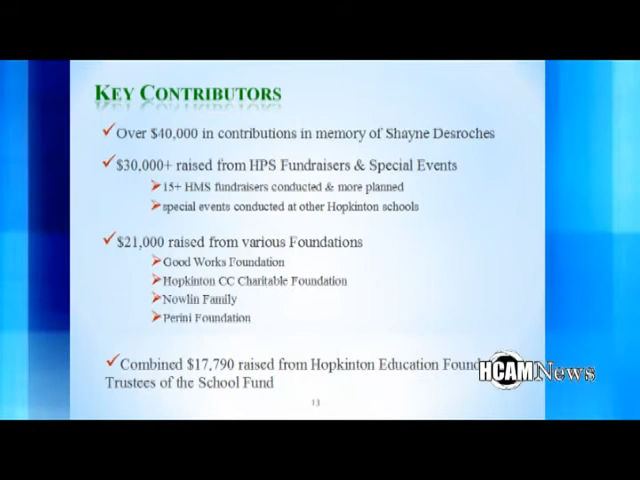 KEY CONTRIBUTORS
Over $40,000 in contributions in memory of Shayne Desroches
$30,000+ raised from HPS Fundraisers & Special Events
15+ HMS fundraisers conducted & more planned
special events conducted at other Hopkinton schools
$21,000 raised from various Foundations
Good Works Foundation
Hopkinton CC Charitable Foundation
Nowlin Family
Perini Foundation
Combined $17,790 raised from Hopkinton Education
Trustees of the School Fund
HCAM News
13